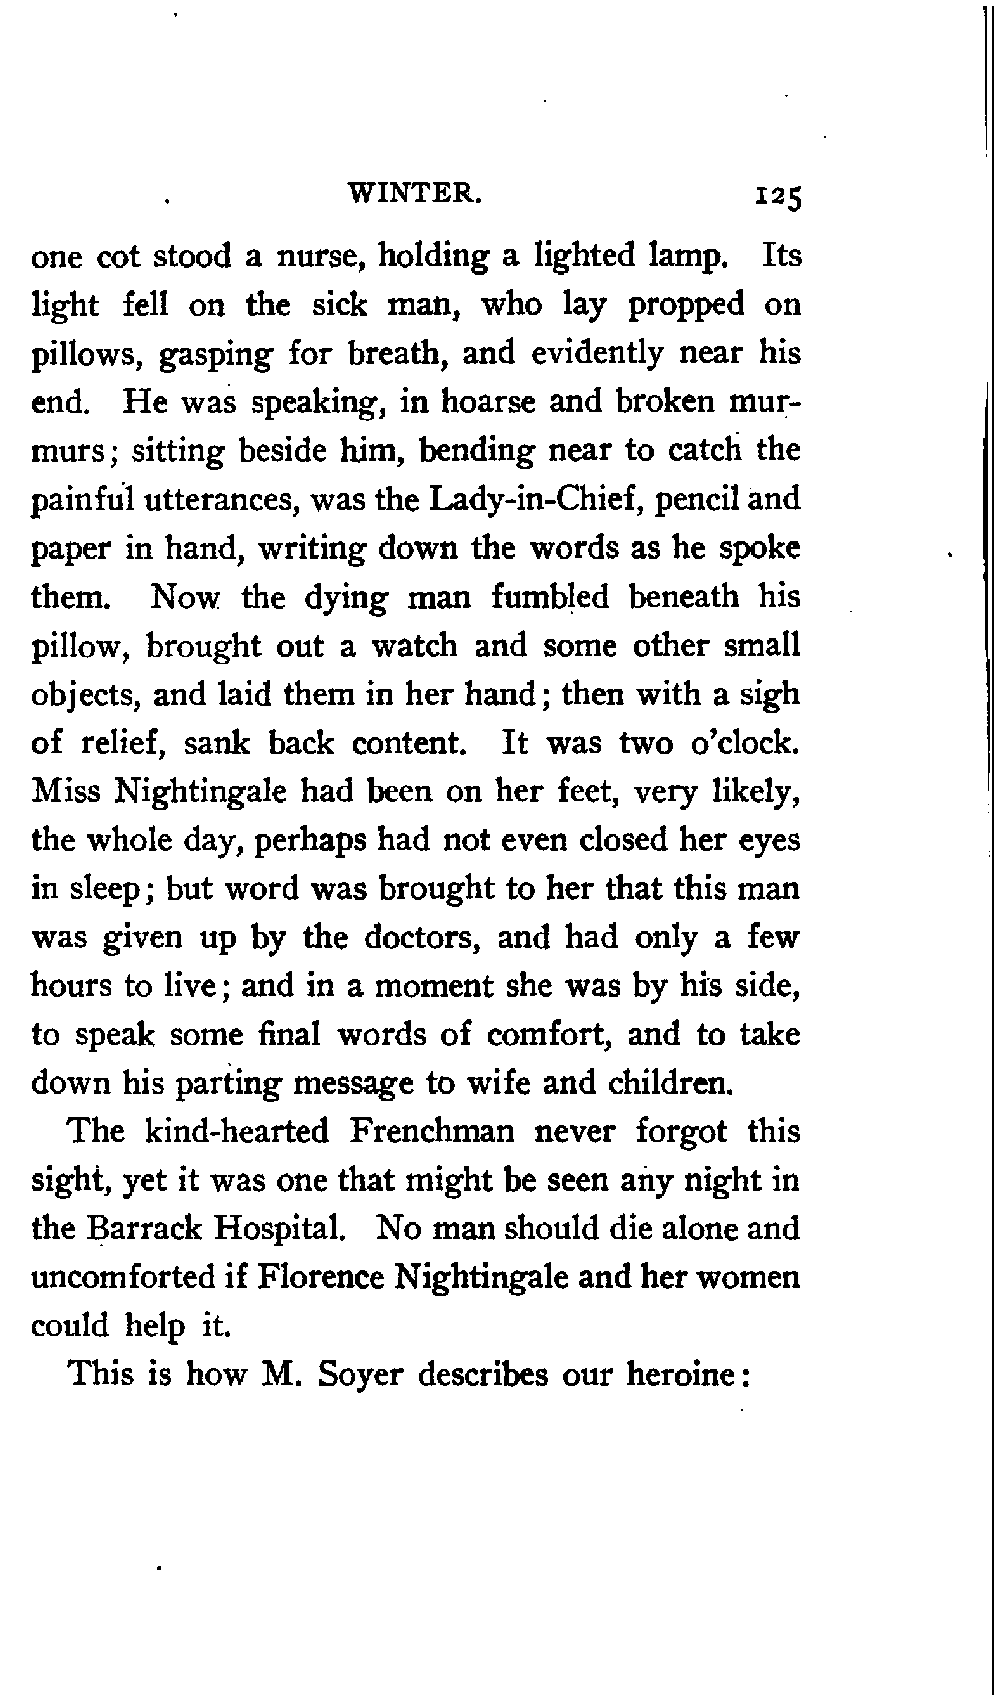 WINTER. 125
one cot stood a nurse, holding a lighted lamp. Its
light fell on the sick man, who lay propped on
pillows, gasping for breath, and evidently near his
end. He was speaking, in hoarse and broken mur-
murs; sitting beside him, bending near to catch the
painful utterances, was the Lady-in-Chief, pencil and
paper in hand, writing down the words as he spoke
them. Now the dying man fumbled beneath his
pillow, brought out a watch and some other small
objects, and laid them in her hand; then with a sigh
of relief, sank back content. It was two o'clock.
Miss Nightingale had been on her feet, very likely,
the whole day, perhaps had not even closed her eyes
in sleep; but word was brought to her that this man
was given up by the doctors, and had only a few
hours to live; and in a moment she was by his side,
to speak some final words of comfort, and to take
down his parting message to wife and children.
The kind-hearted Frenchman never forgot this
sight, yet it was one that might be seen any night in
the Barrack Hospital. No man should die alone and
uncomforted if Florence Nightingale and her women
could help it.
This is how M. Soyer describes our heroine: